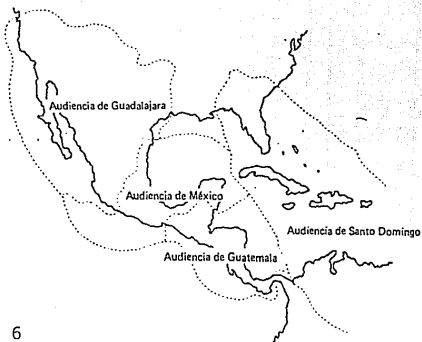 Audiencia de Guadalajara
Audiencia de México
Audiencia de Santo Domingo
Audiencia de Guatemala
6